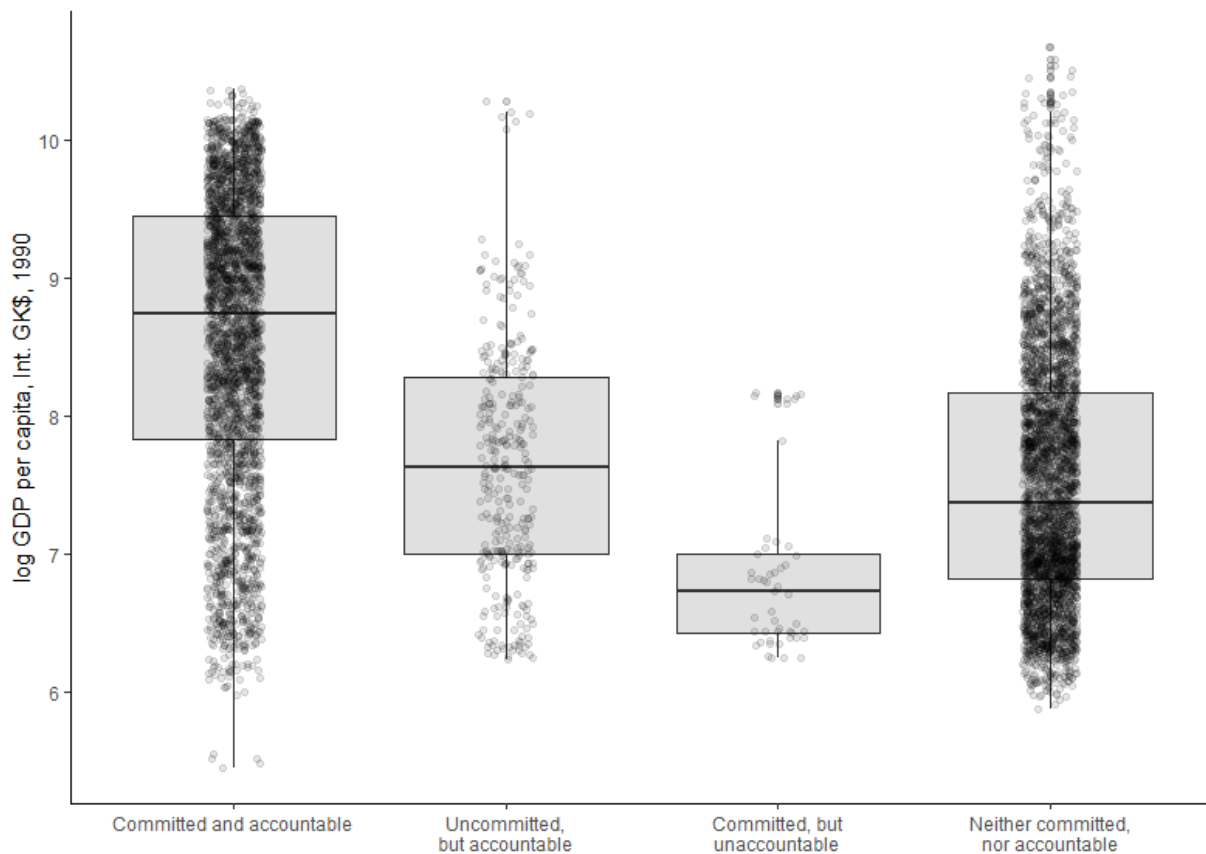 log GDP per capita, Int. GK$, 1990
10
9
8
7
6
Committed and accountable
Uncommitted,
but accountable
Committed, but
unaccountable
Neither committed,
nor accountable